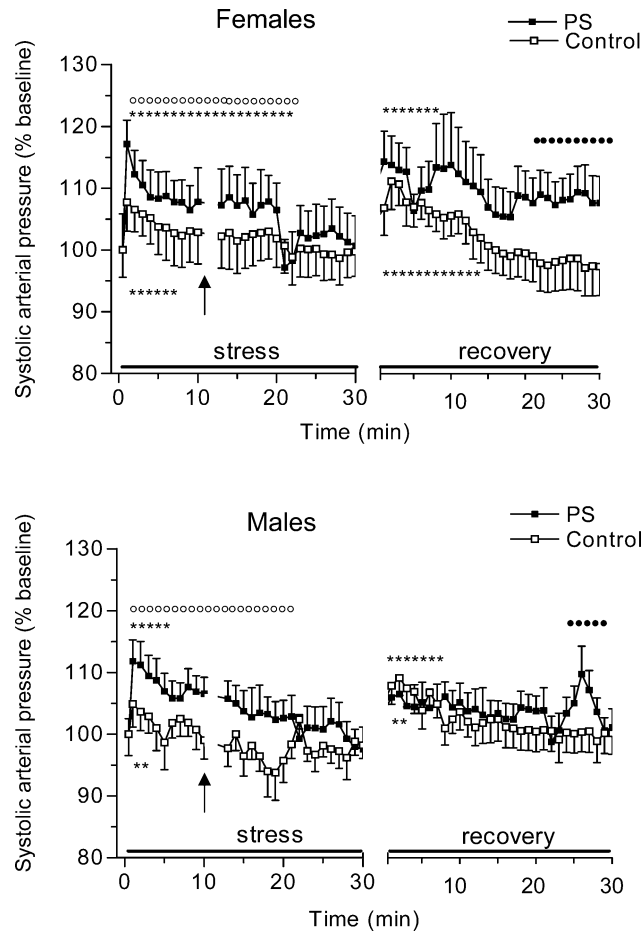 Females
PS
Control
Systolic arterial pressure (% baseline)
130
120
110
100
90
80
○○○○○○○○○○○○○○○○○○○○
********************
******
stress
*******
●●●●●●●●●●
************
recovery
0 10 20 30 10 20 30
Time (min)
Males
PS
Control
Systolic arterial pressure (% baseline)
130
120
110
100
90
80
○○○○○○○○○○○○○○○○○○○○
*****
**
stress
●●●●●
*******
**
recovery
0 10 20 30 10 20 30
Time (min)